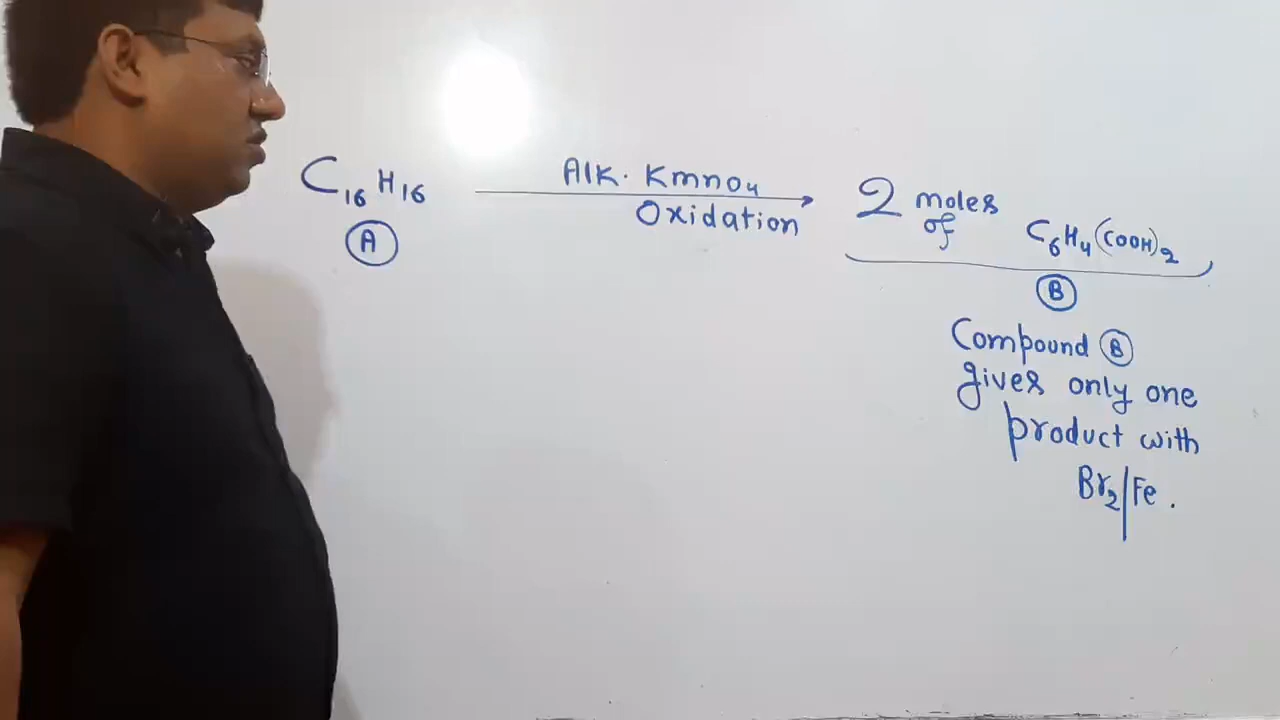 C₁₆H₁₆
A
Alk. Kmno₄
Oxidation
2 moles of C₆H₄(COOH)₂
B
Compound B
gives only one
product with
Br₂/Fe.